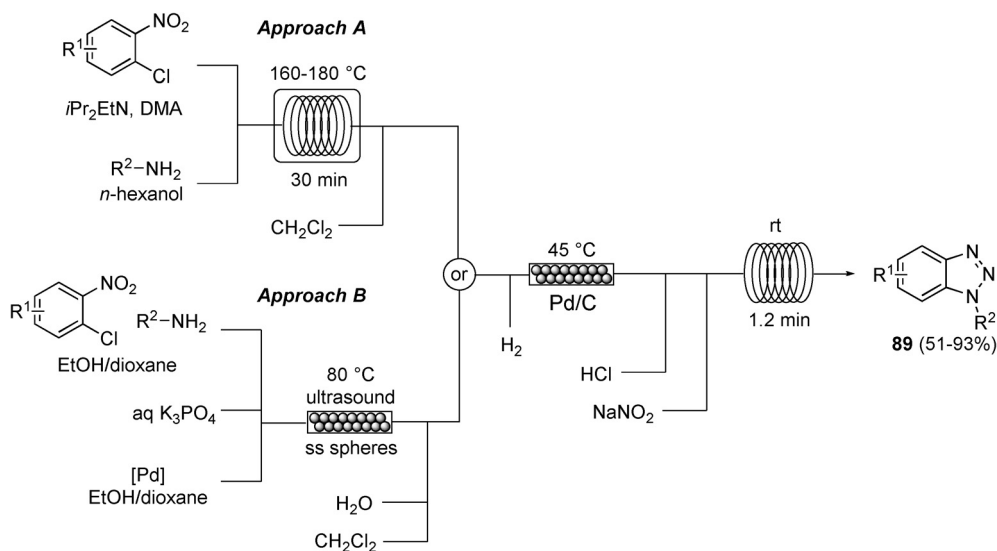 Approach A
R¹
NO₂
Cl
iPr₂EtN, DMA
R²–NH₂
n-hexanol
160-180 °C
30 min
CH₂Cl₂
Approach B
R¹
NO₂
Cl
R²–NH₂
EtOH/dioxane
aq K₃PO₄
[Pd]
EtOH/dioxane
80 °C
ultrasound
ss spheres
H₂O
CH₂Cl₂
or
H₂
45 °C
Pd/C
HCl
NaNO₂
rt
1.2 min
R¹
N
N
N
R²
89 (51-93%)